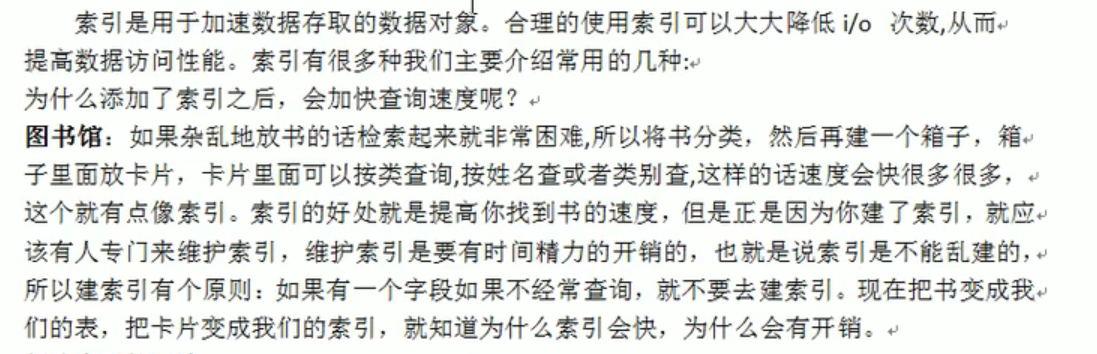 索引是用于加速数据存取的数据对象。合理的使用索引可以大大降低 i/o 次数,从而
提高数据访问性能。索引有很多种我们主要介绍常用的几种:
为什么添加了索引之后，会加快查询速度呢？
图书馆：如果杂乱地放书的话检索起来就非常困难,所以将书分类，然后再建一个箱子，箱
子里面放卡片，卡片里面可以按类查询,按姓名查或者类别查,这样的话速度会快很多很多，
这个就有点像索引。索引的好处就是提高你找到书的速度，但是正是因为你建了索引，就应
该有人专门来维护索引，维护索引是要有时间精力的开销的，也就是说索引是不能乱建的，
所以建索引有个原则：如果有一个字段如果不经常查询，就不要去建索引。现在把书变成我
们的表，把卡片变成我们的索引，就知道为什么索引会快，为什么会有开销。